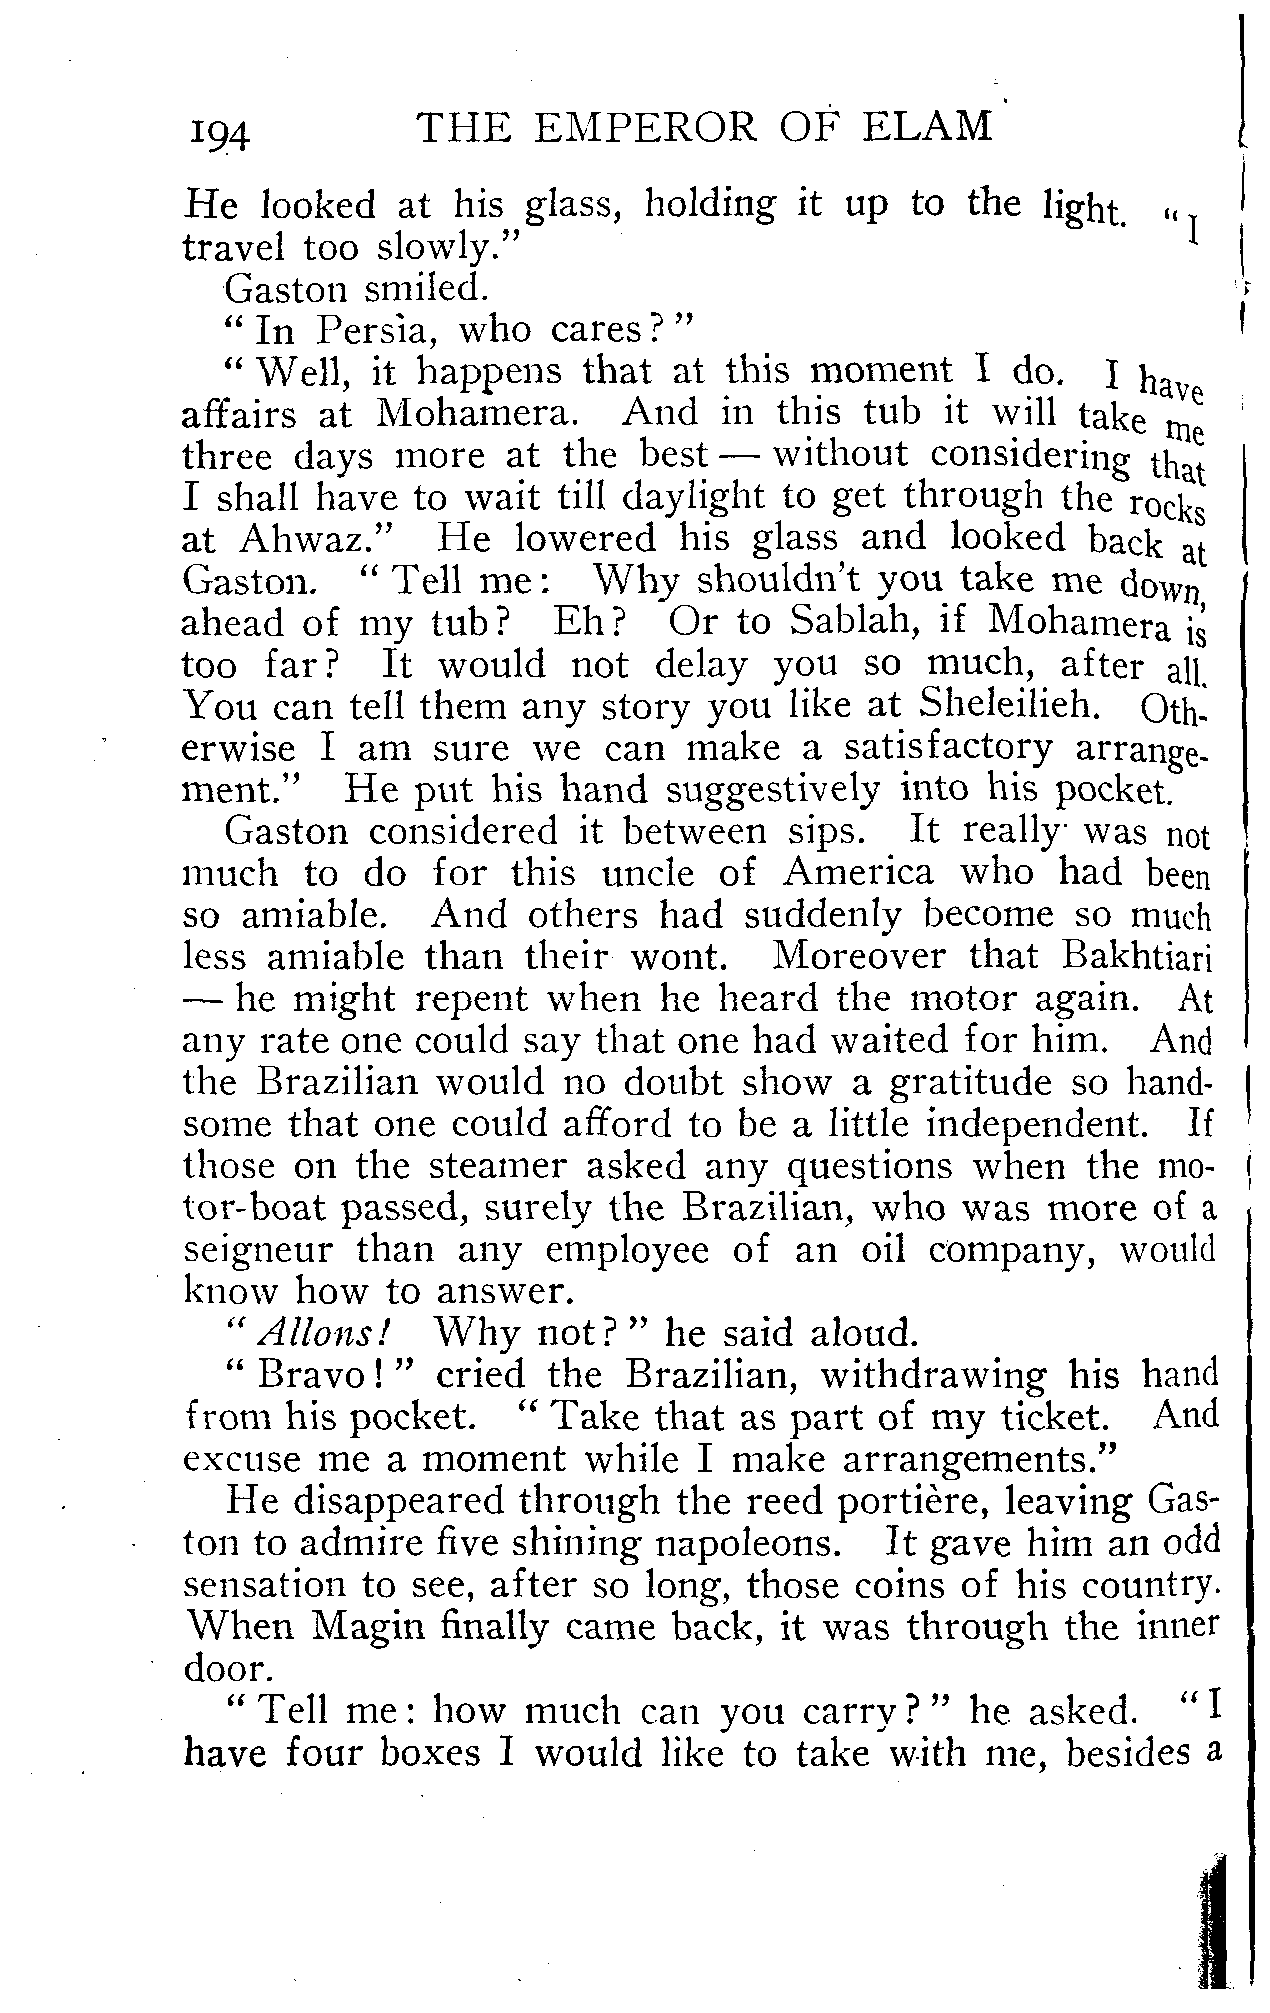 194 THE EMPEROR OF ELAM
He looked at his glass, holding it up to the light. "I
travel too slowly."
Gaston smiled.
"In Persia, who cares?"
"Well, it happens that at this moment I do. I have
affairs at Mohamera. And in this tub it will take me
three days more at the best — without considering that
I shall have to wait till daylight to get through the rocks
at Ahwaz." He lowered his glass and looked back at
Gaston. "Tell me: Why shouldn't you take me down,
ahead of my tub? Eh? Or to Sablah, if Mohamera is
too far? It would not delay you so much, after all.
You can tell them any story you like at Sheleilieh. Oth-
erwise I am sure we can make a satisfactory arrange-
ment." He put his hand suggestively into his pocket.
Gaston considered it between sips. It really was not
much to do for this uncle of America who had been
so amiable. And others had suddenly become so much
less amiable than their wont. Moreover that Bakhtiari
— he might repent when he heard the motor again. At
any rate one could say that one had waited for him. And
the Brazilian would no doubt show a gratitude so hand-
some that one could afford to be a little independent. If
those on the steamer asked any questions when the mo-
tor-boat passed, surely the Brazilian, who was more of a
seigneur than any employee of an oil company, would
know how to answer.
"Allons! Why not?" he said aloud.
"Bravo!" cried the Brazilian, withdrawing his hand
from his pocket. "Take that as part of my ticket. And
excuse me a moment while I make arrangements."
He disappeared through the reed portière, leaving Gas-
ton to admire five shining napoleons. It gave him an odd
sensation to see, after so long, those coins of his country.
When Magin finally came back, it was through the inner
door.
"Tell me: how much can you carry?" he asked. "I
have four boxes I would like to take with me, besides a